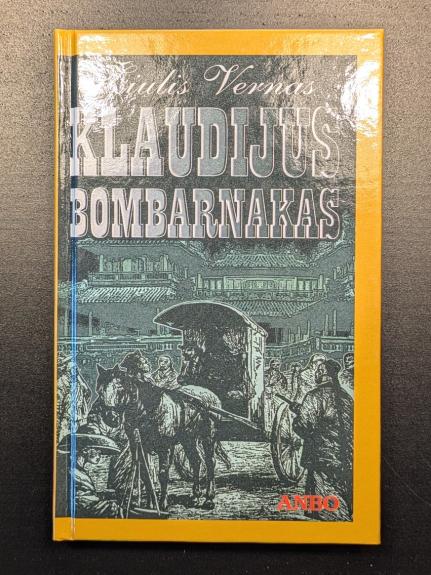 Žiulis Vernas
KLAUDIJUS
BOMBARNAKAS
ANBO